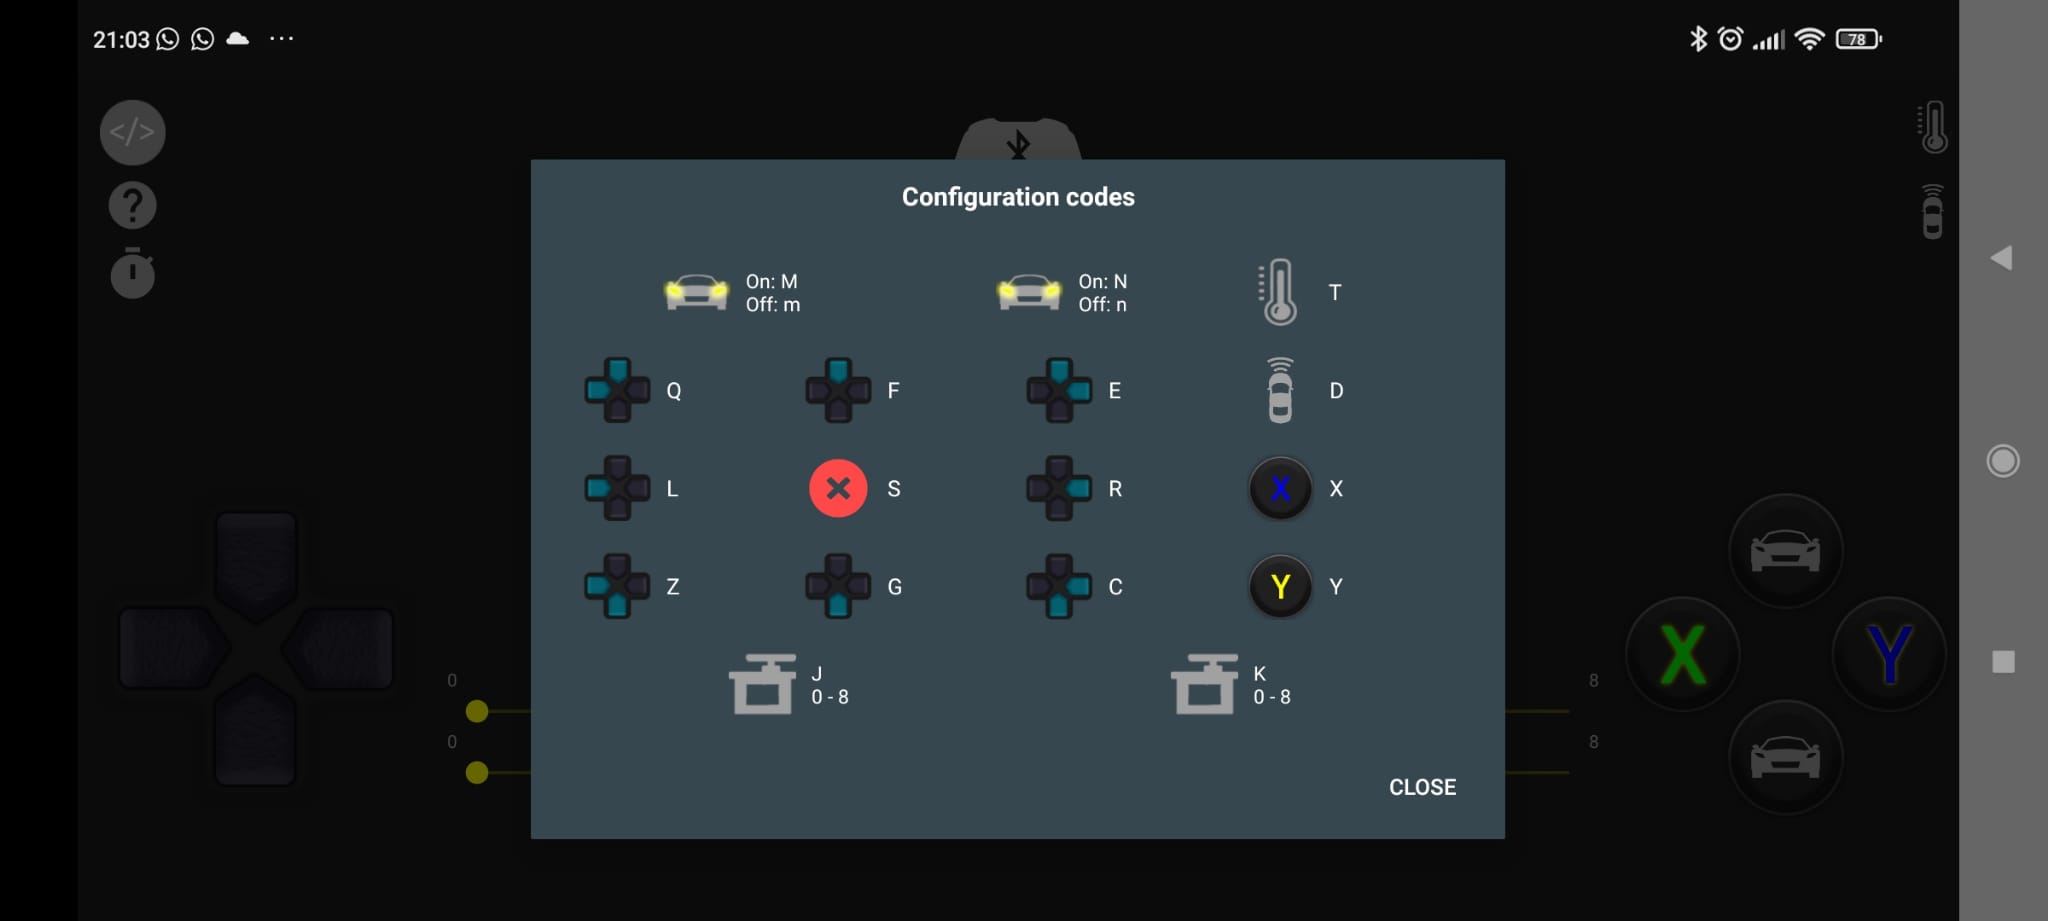 21:03
78
</>
?
Configuration codes
On: M
Off: m
On: N
Off: n
T
Q
F
E
D
L
S
R
X
X
Z
G
C
Y
Y
J
0 - 8
K
0 - 8
0
8
0
8
X
Y
CLOSE